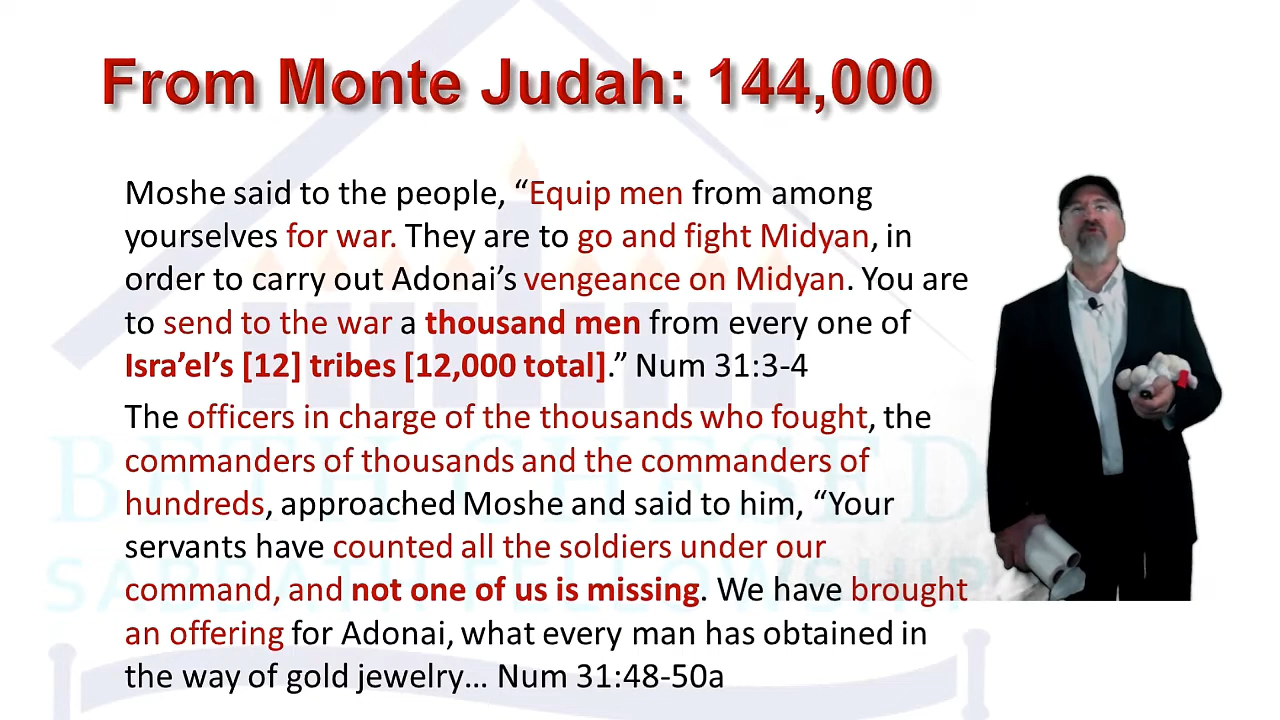 From Monte Judah: 144,000
Moshe said to the people, “Equip men from among
yourselves for war. They are to go and fight Midyan, in
order to carry out Adonai’s vengeance on Midyan. You are
to send to the war a thousand men from every one of
Isra’el’s [12] tribes [12,000 total].” Num 31:3-4
The officers in charge of the thousands who fought, the
commanders of thousands and the commanders of
hundreds, approached Moshe and said to him, “Your
servants have counted all the soldiers under our
command, and not one of us is missing. We have brought
an offering for Adonai, what every man has obtained in
the way of gold jewelry… Num 31:48-50a
BETH CHESED
SABBATH FELLOWSHIP